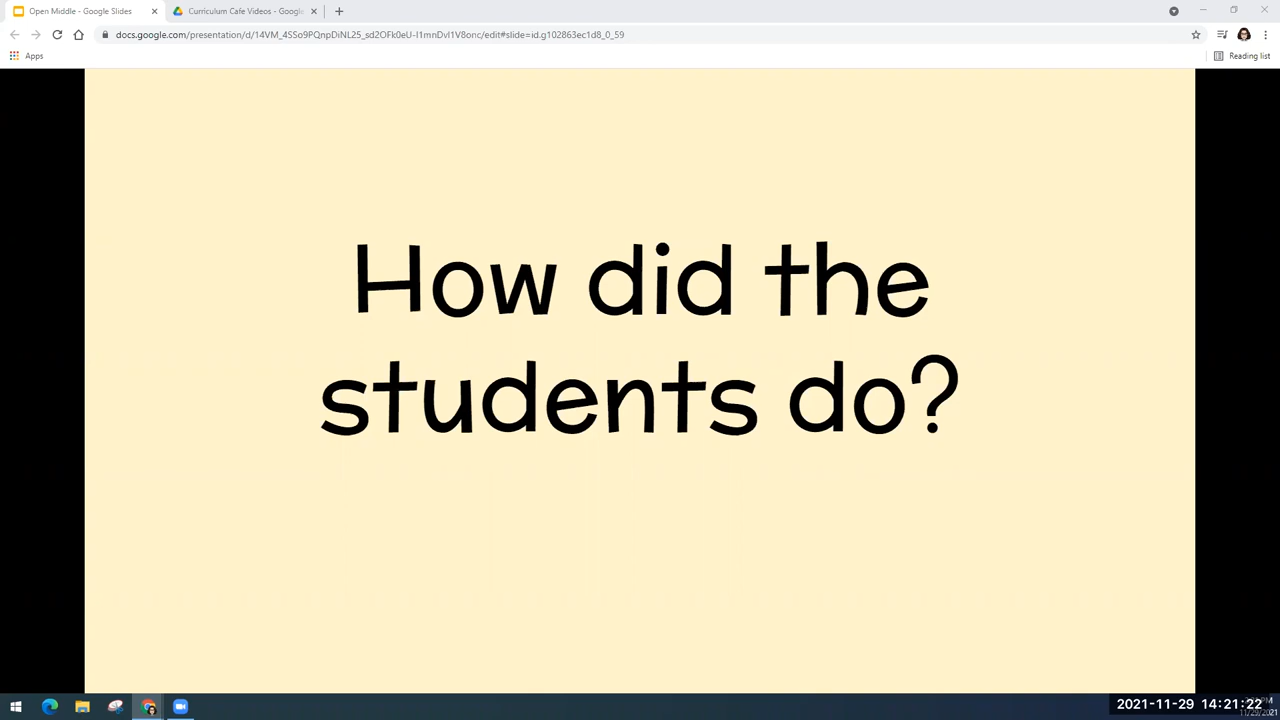 Open Middle - Google Slides
Curriculum Cafe Videos - Google
docs.google.com/presentation/d/14VM_4SSo9PQnpDiNL25_sd2OFk0eU-l1mnDvl1V8onc/edit#slide=id.g102863ec1d8_0_59
Apps
Reading list
How did the
students do?
2021-11-29 14:21:22